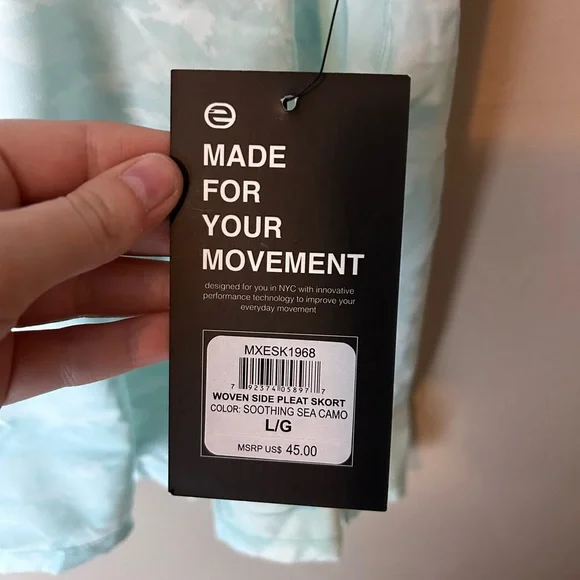 MADE
FOR
YOUR
MOVEMENT
designed for you in NYC with innovative
performance technology to improve your
everyday movement
MXESK1968
7 92374 05897 7
WOVEN SIDE PLEAT SKORT
COLOR: SOOTHING SEA CAMO
L/G
MSRP US$ 45.00